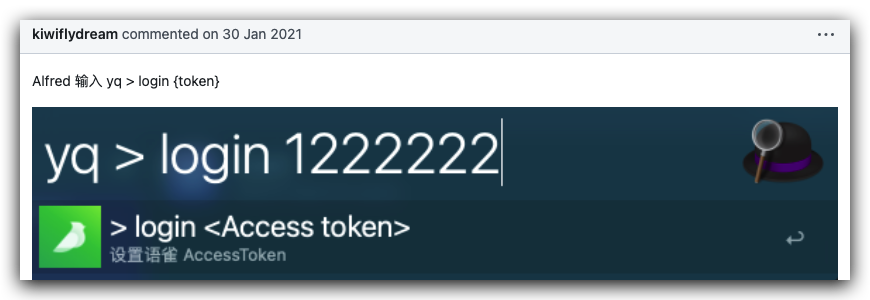 kiwiflydream commented on 30 Jan 2021
Alfred 输入 yq > login {token}
yq > login 1222222
> login <Access token>
设置语雀 AccessToken